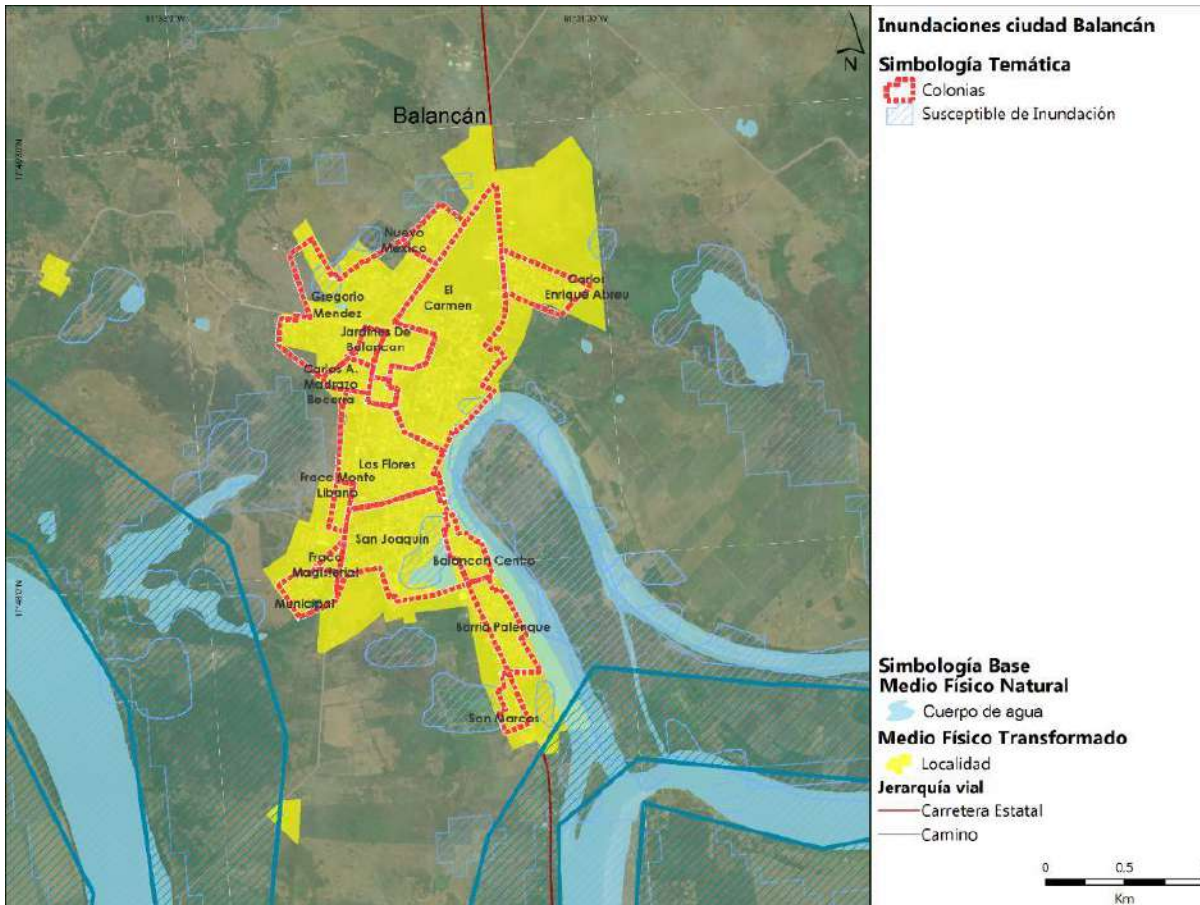 Inundaciones ciudad Balancán
Simbología Temática
Colonias
Susceptible de Inundación
Balancán
N
Nuevo
Mexico
Gregorio
Mendez
El
Carmen
Carlos
Enrique Abreu
Jardines De
Balancan
Carlos A.
Madrazo
Becerra
Las Flores
Fracc Monte
Libano
San Joaquin
Fracc
Magisterial
Balancan Centro
Municipal
Barrio Palenque
San Marcos
Simbología Base
Medio Físico Natural
Cuerpo de agua
Medio Físico Transformado
Localidad
Jerarquía vial
Carretera Estatal
Camino
0 0.5
Km